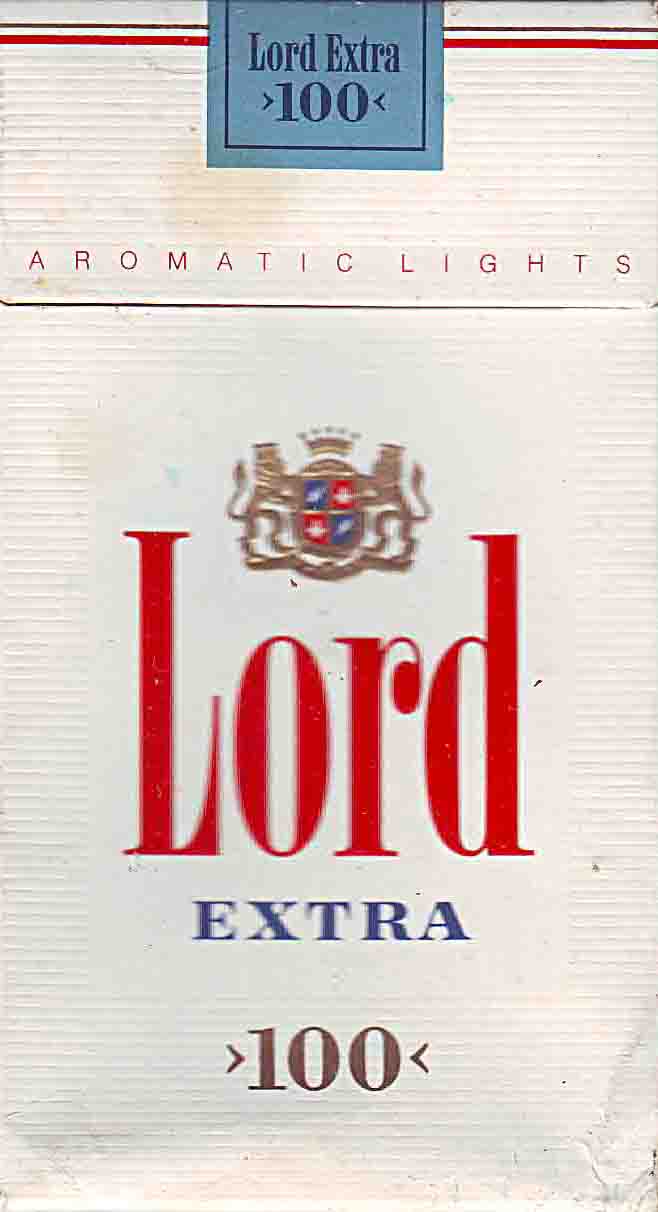 Lord Extra
›100‹
AROMATIC LIGHTS
Lord
EXTRA
›100‹